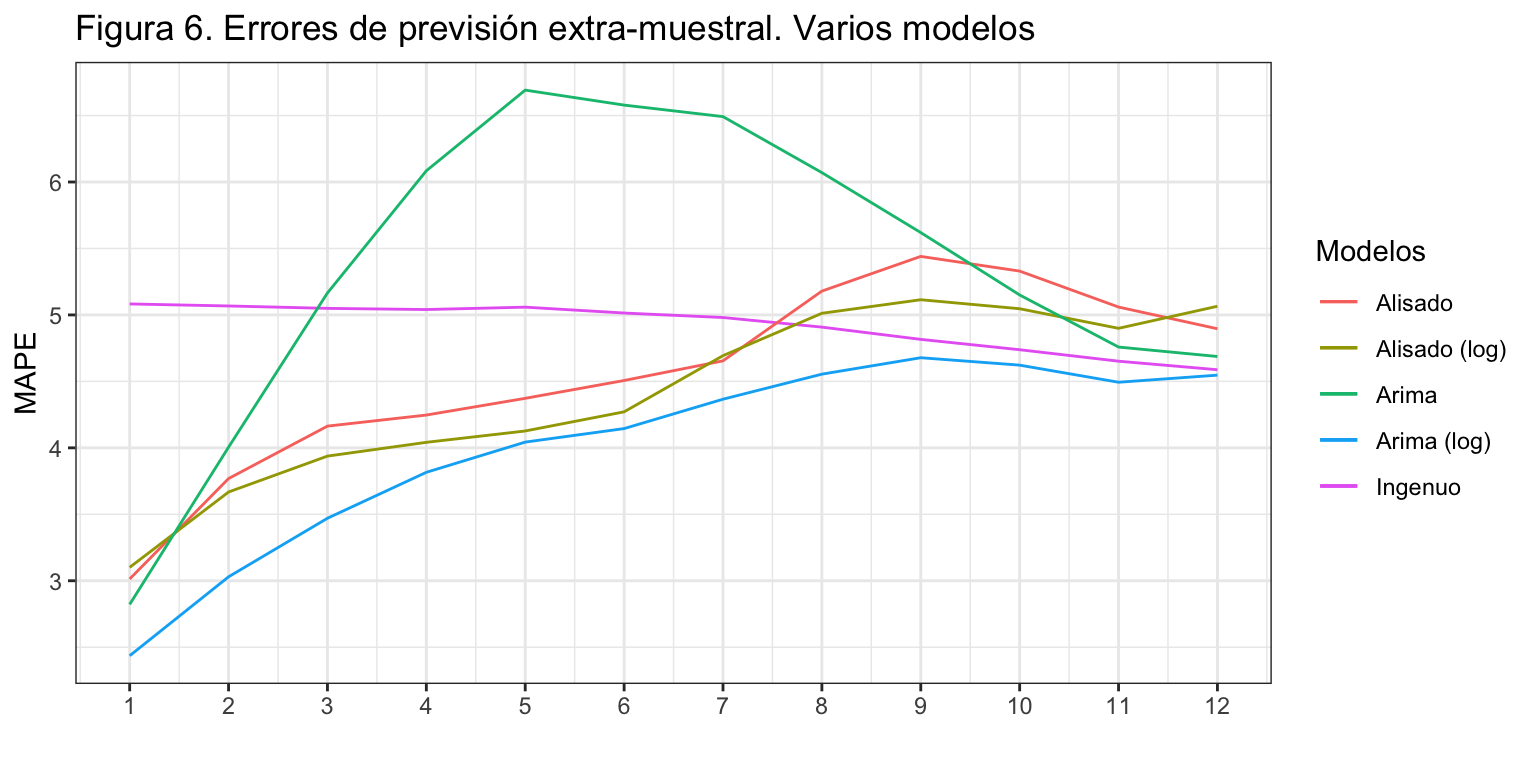 Figura 6. Errores de previsión extra-muestral. Varios modelos
MAPE
6
5
4
3
1 2 3 4 5 6 7 8 9 10 11 12
Modelos
Alisado
Alisado (log)
Arima
Arima (log)
Ingenuo